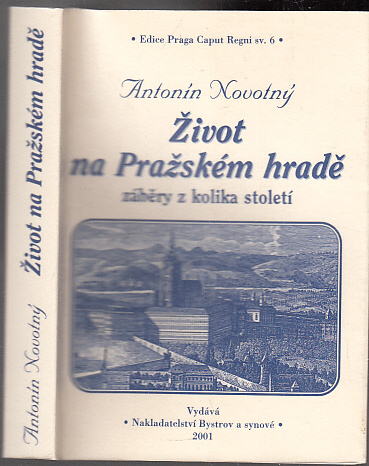 • Edice Praga Caput Regni sv. 6 •
Antonín Novotný
Život
na Pražském hradě
záběry z kolika století
Vydává
• Nakladatelství Bystrov a synové •
2001
Antonín Novotný Život na Pražském hradě